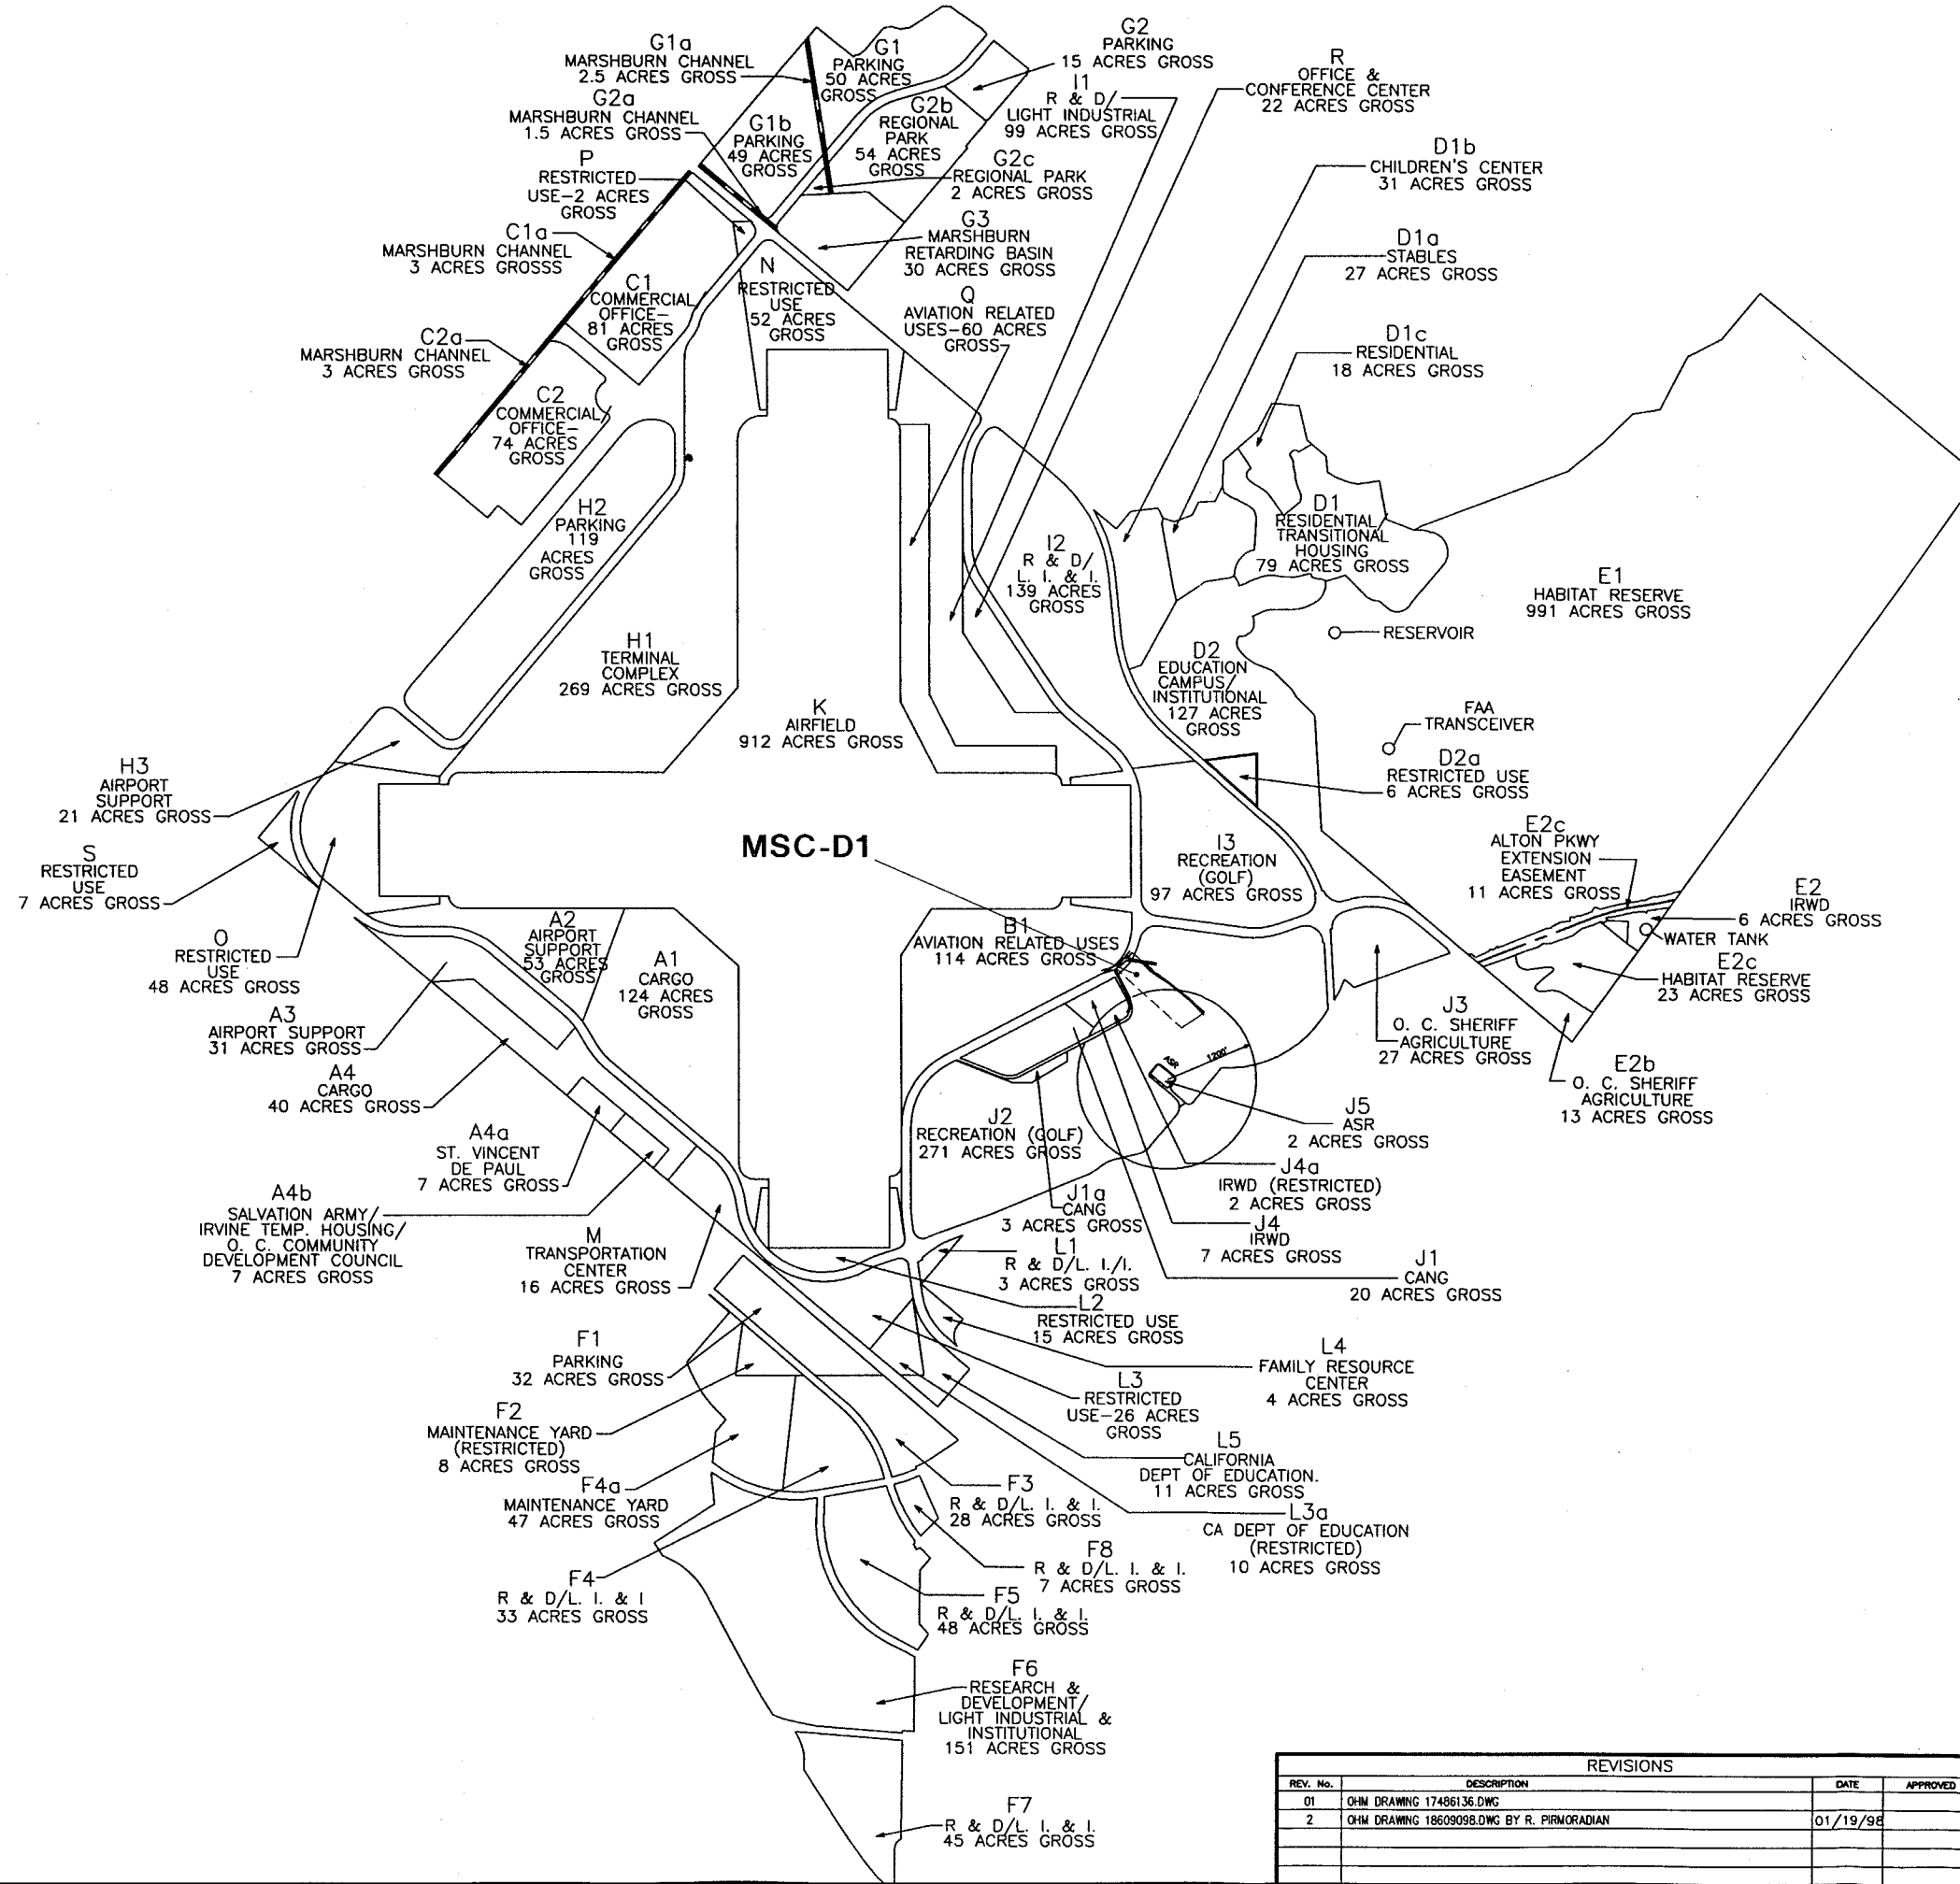 G1a
MARSHBURN CHANNEL
2.5 ACRES GROSS
G1
PARKING
50 ACRES
GROSS
G2
PARKING
15 ACRES GROSS
G2a
MARSHBURN CHANNEL
1.5 ACRES GROSS
G1b
PARKING
49 ACRES
GROSS
G2b
REGIONAL
PARK
54 ACRES
GROSS
I1
R & D/
LIGHT INDUSTRIAL
99 ACRES GROSS
R
OFFICE &
CONFERENCE CENTER
22 ACRES GROSS
P
RESTRICTED
USE-2 ACRES
GROSS
G2c
REGIONAL PARK
2 ACRES GROSS
D1b
CHILDREN'S CENTER
31 ACRES GROSS
C1a
MARSHBURN CHANNEL
3 ACRES GROSSS
G3
MARSHBURN
RETARDING BASIN
30 ACRES GROSS
D1a
STABLES
27 ACRES GROSS
C1
COMMERCIAL
OFFICE-
81 ACRES
GROSS
N
RESTRICTED
USE
52 ACRES
GROSS
Q
AVIATION RELATED
USES-60 ACRES
GROSS
C2a
MARSHBURN CHANNEL
3 ACRES GROSS
D1c
RESIDENTIAL
18 ACRES GROSS
C2
COMMERCIAL
OFFICE-
74 ACRES
GROSS
H2
PARKING
119
ACRES
GROSS
I2
R & D/
L. I. & I.
139 ACRES
GROSS
D1
RESIDENTIAL
TRANSITIONAL
HOUSING
79 ACRES GROSS
E1
HABITAT RESERVE
991 ACRES GROSS
RESERVOIR
H1
TERMINAL
COMPLEX
269 ACRES GROSS
D2
EDUCATION
CAMPUS/
INSTITUTIONAL
127 ACRES
GROSS
K
AIRFIELD
912 ACRES GROSS
FAA
TRANSCEIVER
D2a
RESTRICTED USE
6 ACRES GROSS
H3
AIRPORT
SUPPORT
21 ACRES GROSS
MSC-D1
S
RESTRICTED
USE
7 ACRES GROSS
I3
RECREATION
(GOLF)
97 ACRES GROSS
E2c
ALTON PKWY
EXTENSION
EASEMENT
11 ACRES GROSS
E2
IRWD
6 ACRES GROSS
WATER TANK
O
RESTRICTED
USE
48 ACRES GROSS
A2
AIRPORT
SUPPORT
53 ACRES
GROSS
A1
CARGO
124 ACRES
GROSS
B1
AVIATION RELATED USES
114 ACRES GROSS
E2c
HABITAT RESERVE
23 ACRES GROSS
A3
AIRPORT SUPPORT
31 ACRES GROSS
J3
O. C. SHERIFF
AGRICULTURE
27 ACRES GROSS
A4
CARGO
40 ACRES GROSS
ASR
1200'
E2b
O. C. SHERIFF
AGRICULTURE
13 ACRES GROSS
J5
ASR
2 ACRES GROSS
A4a
ST. VINCENT
DE PAUL
7 ACRES GROSS
J2
RECREATION (GOLF)
271 ACRES GROSS
J4a
IRWD (RESTRICTED)
2 ACRES GROSS
A4b
SALVATION ARMY/
IRVINE TEMP. HOUSING/
O. C. COMMUNITY
DEVELOPMENT COUNCIL
7 ACRES GROSS
J1a
CANG
3 ACRES GROSS
J4
IRWD
7 ACRES GROSS
M
TRANSPORTATION
CENTER
16 ACRES GROSS
L1
R & D/L. I./I.
3 ACRES GROSS
J1
CANG
20 ACRES GROSS
L2
RESTRICTED USE
15 ACRES GROSS
F1
PARKING
32 ACRES GROSS
L4
FAMILY RESOURCE
CENTER
4 ACRES GROSS
L3
RESTRICTED
USE-26 ACRES
GROSS
F2
MAINTENANCE YARD
(RESTRICTED)
8 ACRES GROSS
L5
CALIFORNIA
DEPT OF EDUCATION.
11 ACRES GROSS
F4a
MAINTENANCE YARD
47 ACRES GROSS
F3
R & D/L. I. & I.
28 ACRES GROSS
L3a
CA DEPT OF EDUCATION
(RESTRICTED)
10 ACRES GROSS
F8
R & D/L. I. & I.
7 ACRES GROSS
F4
R & D/L. I. & I
33 ACRES GROSS
F5
R & D/L. I. & I.
48 ACRES GROSS
F6
RESEARCH &
DEVELOPMENT/
LIGHT INDUSTRIAL &
INSTITUTIONAL
151 ACRES GROSS
F7
R & D/L. I. & I.
45 ACRES GROSS
REVISIONS
REV. No. DESCRIPTION DATE APPROVED
01 OHM DRAWING 17486136.DWG
2 OHM DRAWING 18609098.DWG BY R. PIRMORADIAN 01/19/98